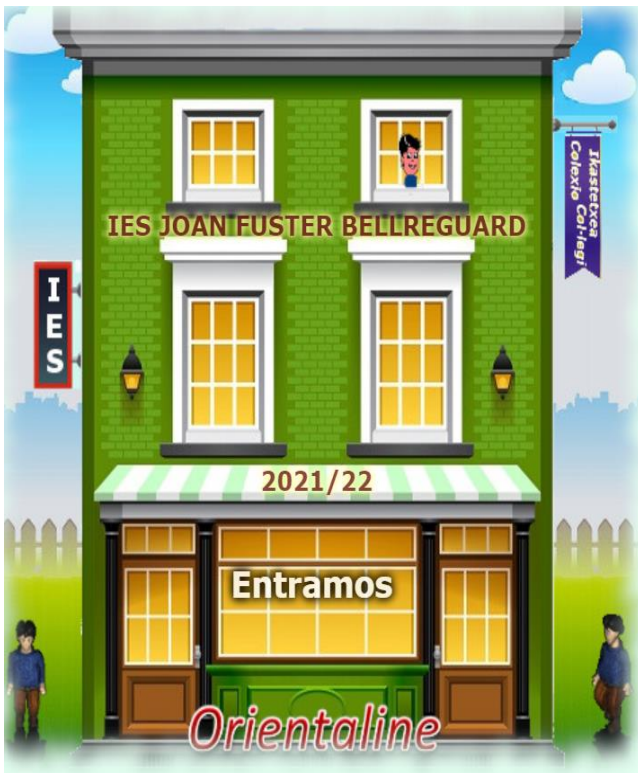 IES JOAN FUSTER BELLREGUARD
Ikastetxea
Colexio Col·legi
I
E
S
2021/22
Entramos
Orientaline